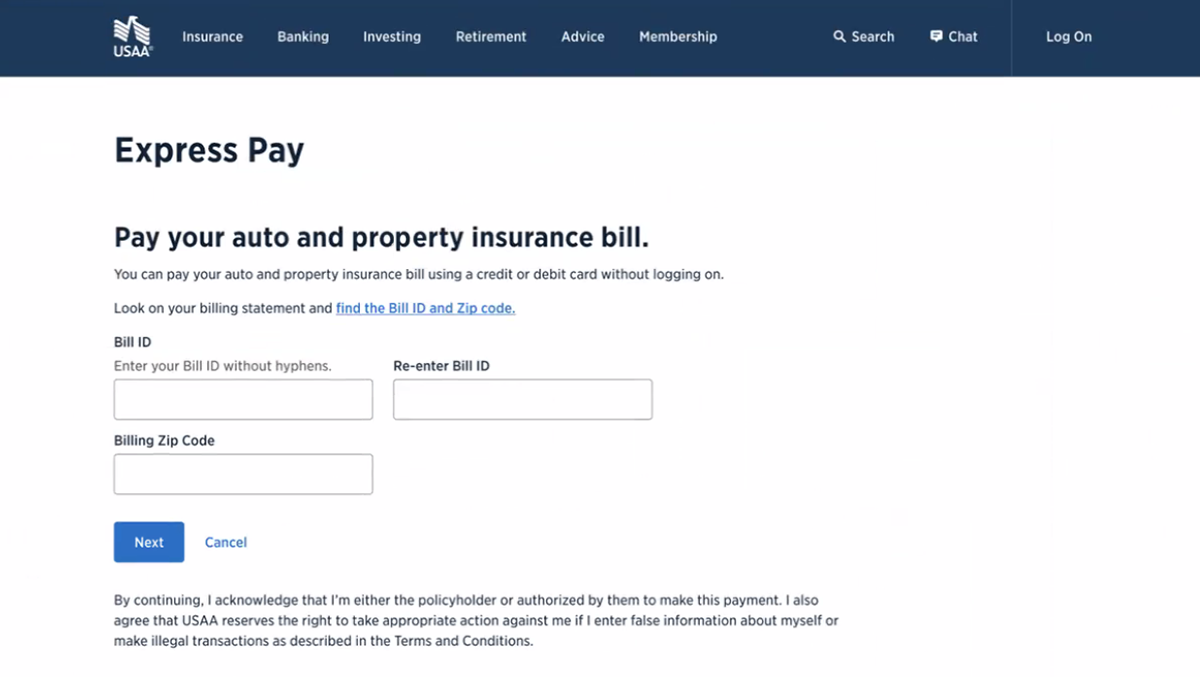 USAA®
Insurance Banking Investing Retirement Advice Membership Search Chat Log On
Express Pay
Pay your auto and property insurance bill.
You can pay your auto and property insurance bill using a credit or debit card without logging on.
Look on your billing statement and find the Bill ID and Zip code.
Bill ID
Enter your Bill ID without hyphens. Re-enter Bill ID
Billing Zip Code
Next Cancel
By continuing, I acknowledge that I'm either the policyholder or authorized by them to make this payment. I also
agree that USAA reserves the right to take appropriate action against me if I enter false information about myself or
make illegal transactions as described in the Terms and Conditions.